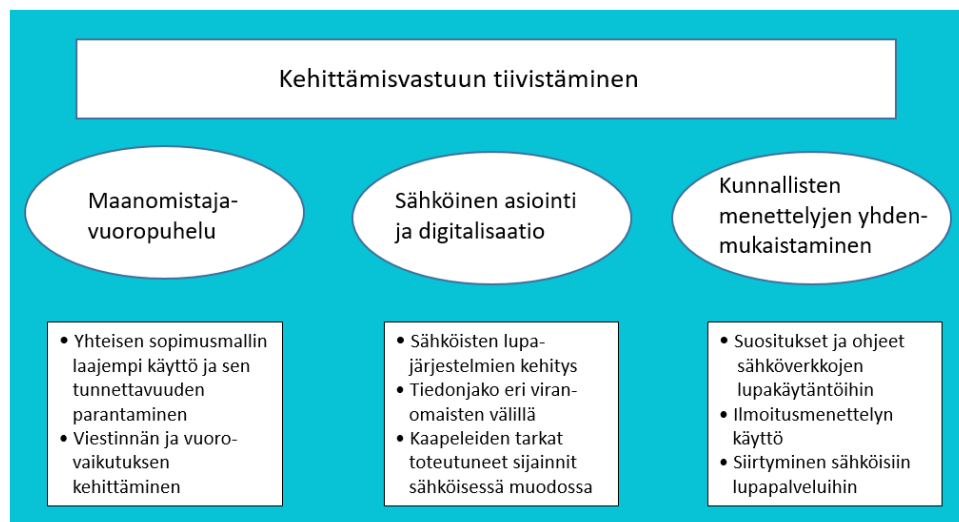 Kehittämisvastuun tiivistäminen
Maanomistaja-
vuoropuhelu
Sähköinen asiointi
ja digitalisaatio
Kunnallisten
menettelyjen yhden-
mukaistaminen
• Yhteisen sopimusmallin
laajempi käyttö ja sen
tunnettavuuden
parantaminen
• Viestinnän ja vuoro-
vaikutuksen
kehittäminen
• Sähköisten lupa-
järjestelmien kehitys
• Tiedonjako eri viran-
omaisten välillä
• Kaapeleiden tarkat
toteutuneet sijainnit
sähköisessä muodossa
• Suositukset ja ohjeet
sähköverkkojen
lupakäytäntöihin
• Ilmoitusmenettelyn
käyttö
• Siirtyminen sähköisiin
lupapalveluihin